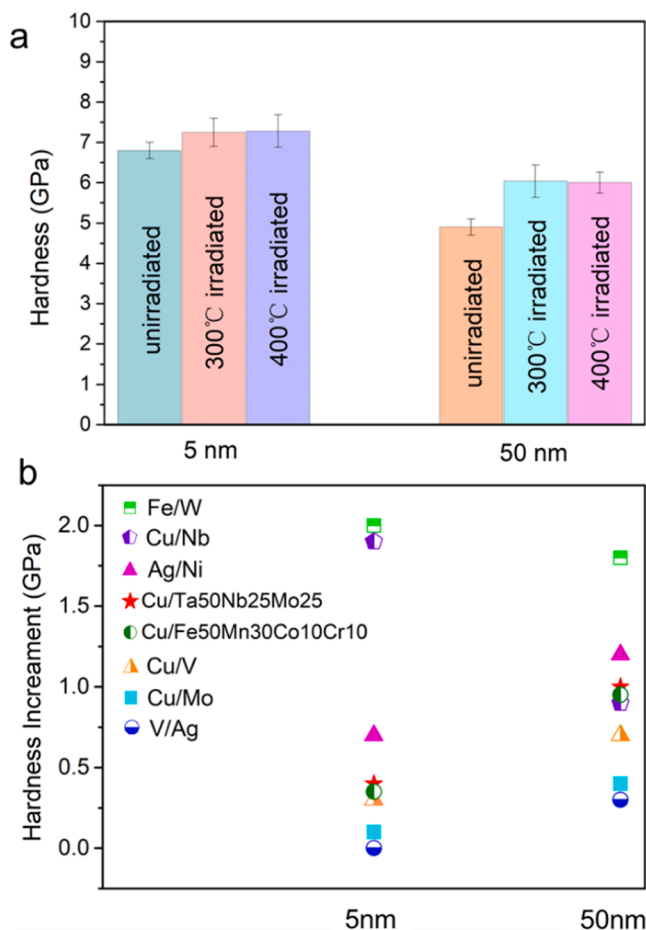 a
10
9
8
7
6
5
4
3
2
1
0
Hardness (GPa)
unirradiated
300℃ irradiated
400℃ irradiated
unirradiated
300℃ irradiated
400℃ irradiated
5 nm
50 nm
b
Fe/W
Cu/Nb
Ag/Ni
Cu/Ta50Nb25Mo25
Cu/Fe50Mn30Co10Cr10
Cu/V
Cu/Mo
V/Ag
2.0
1.5
1.0
0.5
0.0
Hardness Increament (GPa)
5nm
50nm